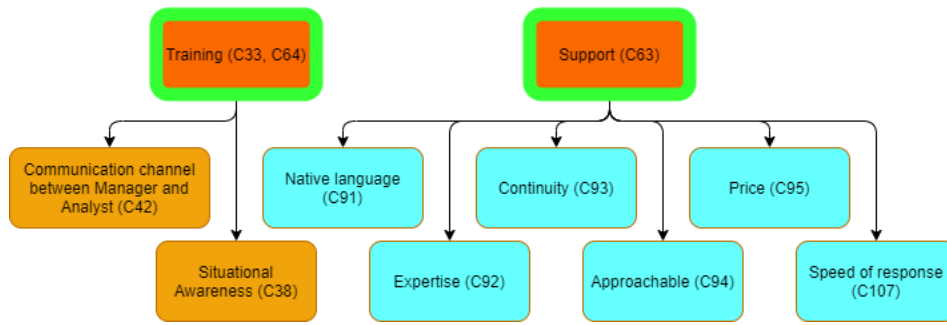 Training (C33, C64)
Support (C63)
Communication channel
between Manager and
Analyst (C42)
Native language
(C91)
Continuity (C93)
Price (C95)
Situational
Awareness (C38)
Expertise (C92)
Approachable (C94)
Speed of response
(C107)